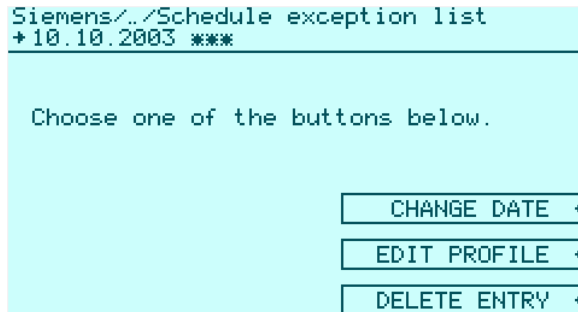 Siemens/../Schedule exception list
→10.10.2003 ***
Choose one of the buttons below.
CHANGE DATE
EDIT PROFILE
DELETE ENTRY